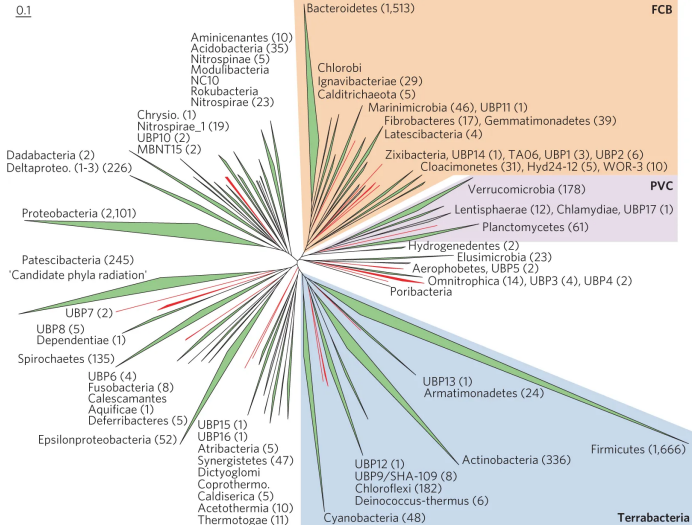 0.1
Bacteroidetes (1,513)
FCB
Aminicenantes (10)
Acidobacteria (35)
Nitrospinae (5)
Modulibacteria
NC10
Rokubacteria
Nitrospirae (23)
Chlorobi
Ignavibacteriae (29)
Calditrichaeota (5)
Marinimicrobia (46), UBP11 (1)
Fibrobacteres (17), Gemmatimonadetes (39)
Latescibacteria (4)
Chrysio. (1)
Nitrospirae_1 (19)
UBP10 (2)
MBNT15 (2)
Zixibacteria, UBP14 (1), TA06, UBP1 (3), UBP2 (6)
Cloacimonetes (31), Hyd24-12 (5), WOR-3 (10)
Dadabacteria (2)
Deltaproteo. (1-3) (226)
Verrucomicrobia (178)
PVC
Lentisphaerae (12), Chlamydiae, UBP17 (1)
Planctomycetes (61)
Proteobacteria (2,101)
Hydrogenedentes (2)
Elusimicrobia (23)
Aerophobetes, UBP5 (2)
Omnitrophica (14), UBP3 (4), UBP4 (2)
Poribacteria
Patescibacteria (245)
'Candidate phyla radiation'
UBP7 (2)
UBP8 (5)
Dependentiae (1)
Spirochaetes (135)
UBP6 (4)
Fusobacteria (8)
Calescamantes
Aquificae (1)
Deferribacteres (5)
Epsilonproteobacteria (52)
UBP15 (1)
UBP16 (1)
Atribacteria (5)
Synergistetes (47)
Dictyoglomi
Coprothermo.
Caldiserica (5)
Acetothermia (10)
Thermotogae (11)
UBP13 (1)
Armatimonadetes (24)
Firmicutes (1,666)
Actinobacteria (336)
UBP12 (1)
UBP9/SHA-109 (8)
Chloroflexi (182)
Deinococcus-thermus (6)
Cyanobacteria (48)
Terrabacteria